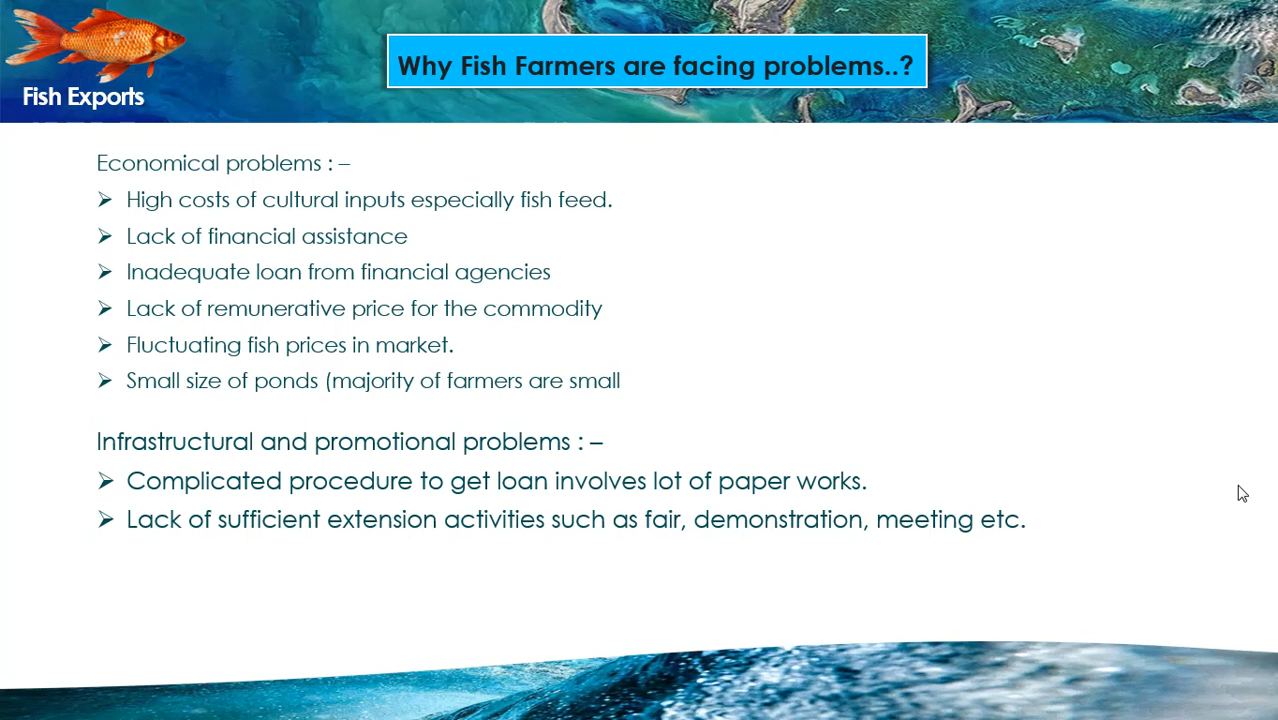 Why Fish Farmers are facing problems..?
Fish Exports
Economical problems : –
➢ High costs of cultural inputs especially fish feed.
➢ Lack of financial assistance
➢ Inadequate loan from financial agencies
➢ Lack of remunerative price for the commodity
➢ Fluctuating fish prices in market.
➢ Small size of ponds (majority of farmers are small
Infrastructural and promotional problems : –
➢ Complicated procedure to get loan involves lot of paper works.
➢ Lack of sufficient extension activities such as fair, demonstration, meeting etc.